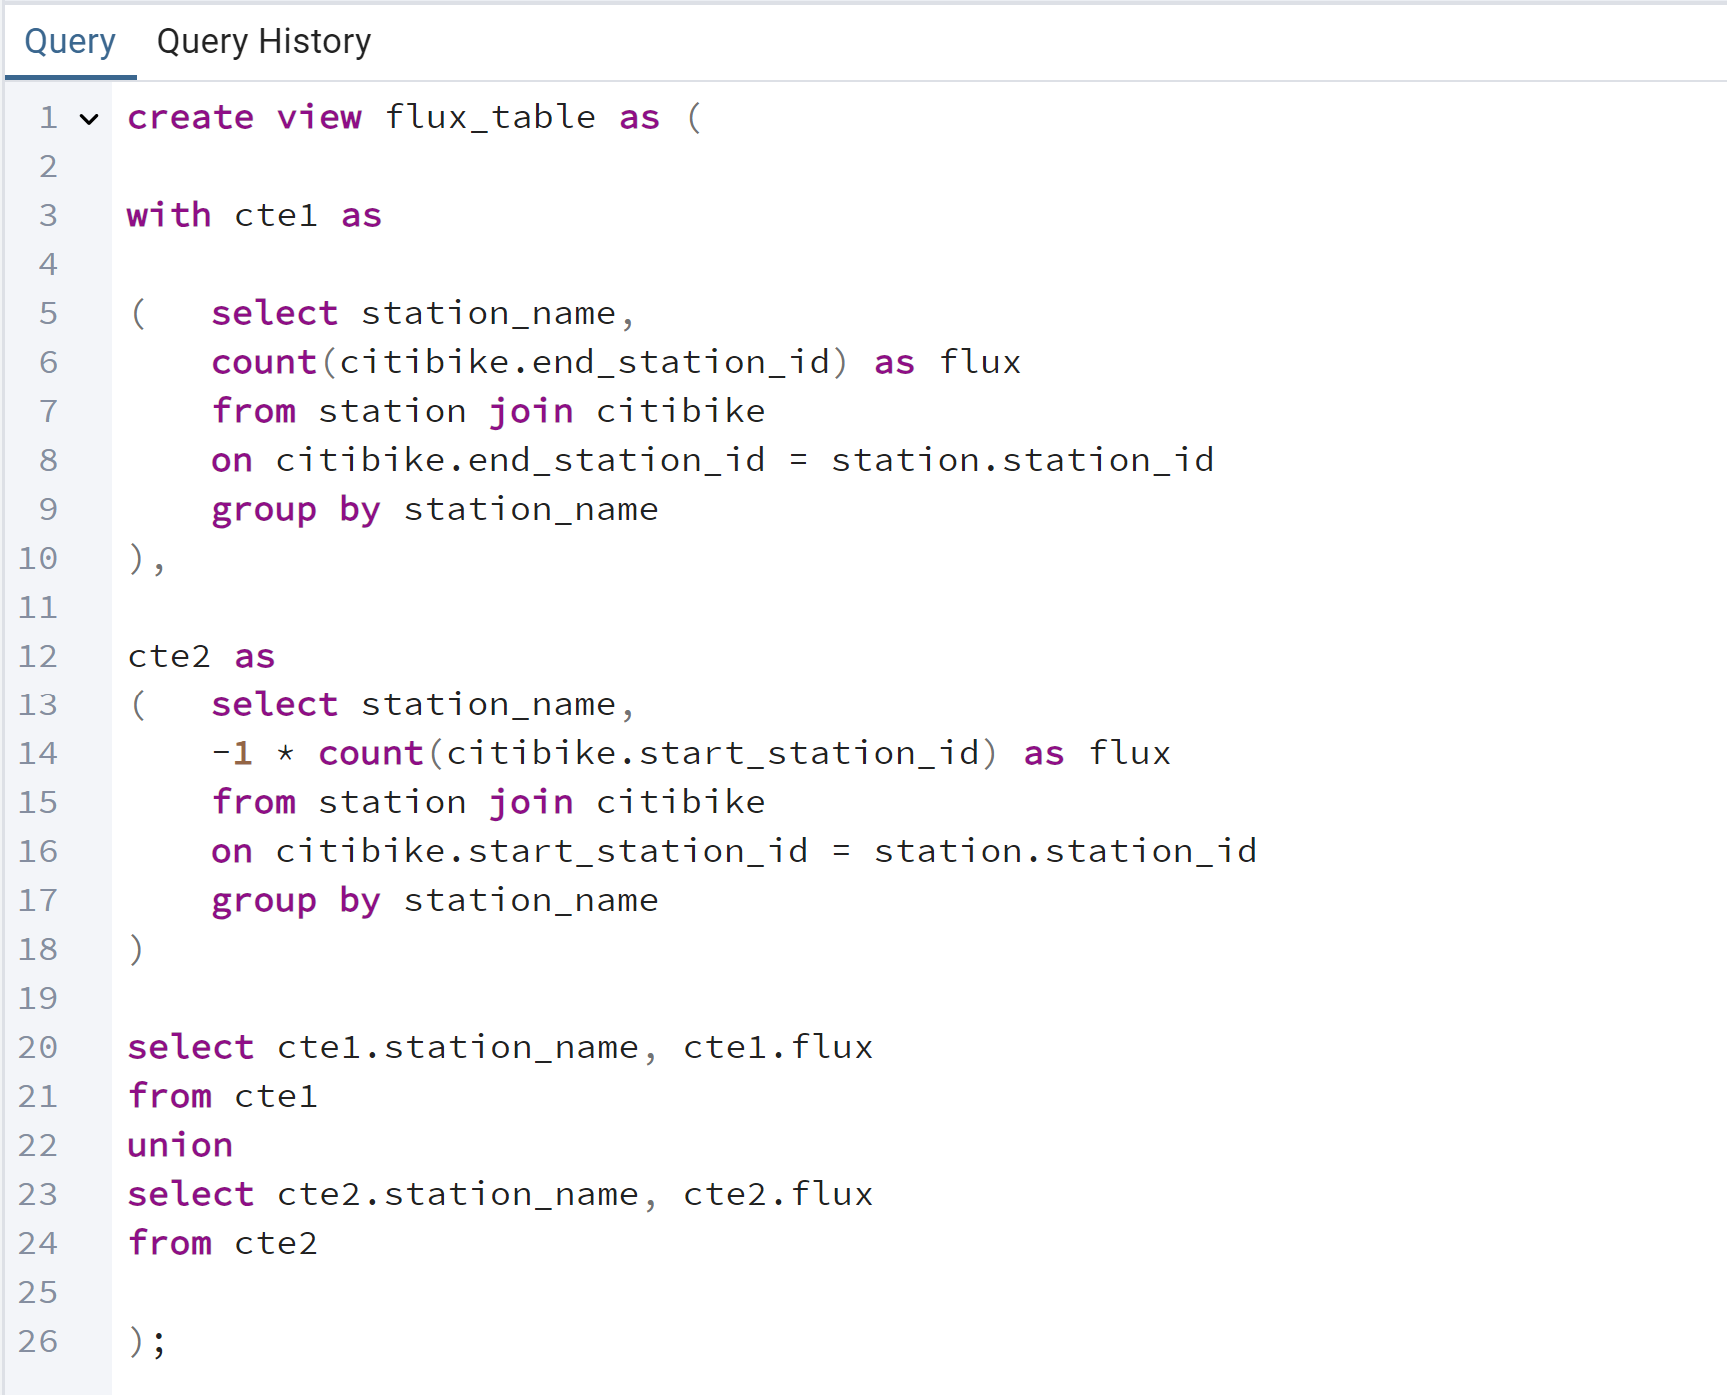 Query Query History
1 create view flux_table as (
2
3 with cte1 as
4
5 ( select station_name,
6 count(citibike.end_station_id) as flux
7 from station join citibike
8 on citibike.end_station_id = station.station_id
9 group by station_name
10 ),
11
12 cte2 as
13 ( select station_name,
14 -1 * count(citibike.start_station_id) as flux
15 from station join citibike
16 on citibike.start_station_id = station.station_id
17 group by station_name
18 )
19
20 select cte1.station_name, cte1.flux
21 from cte1
22 union
23 select cte2.station_name, cte2.flux
24 from cte2
25
26 );